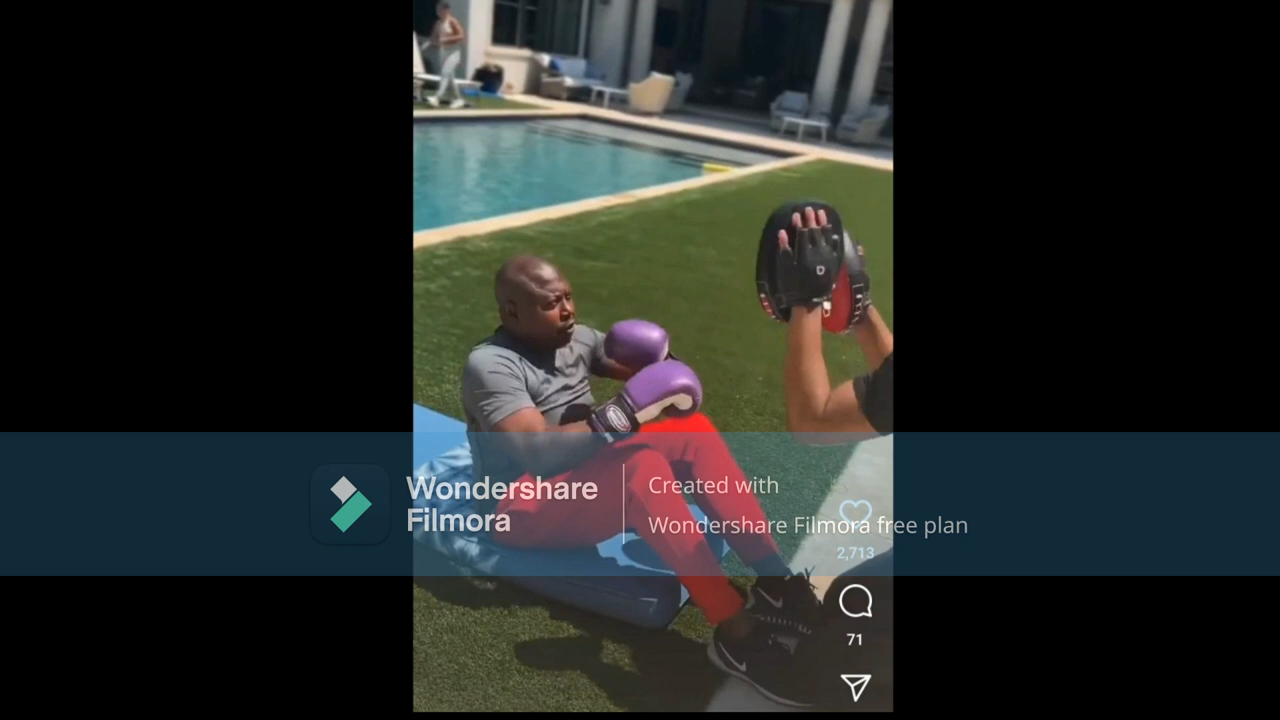 Wondershare
Filmora
Created with
Wondershare Filmora free plan
2,713
71